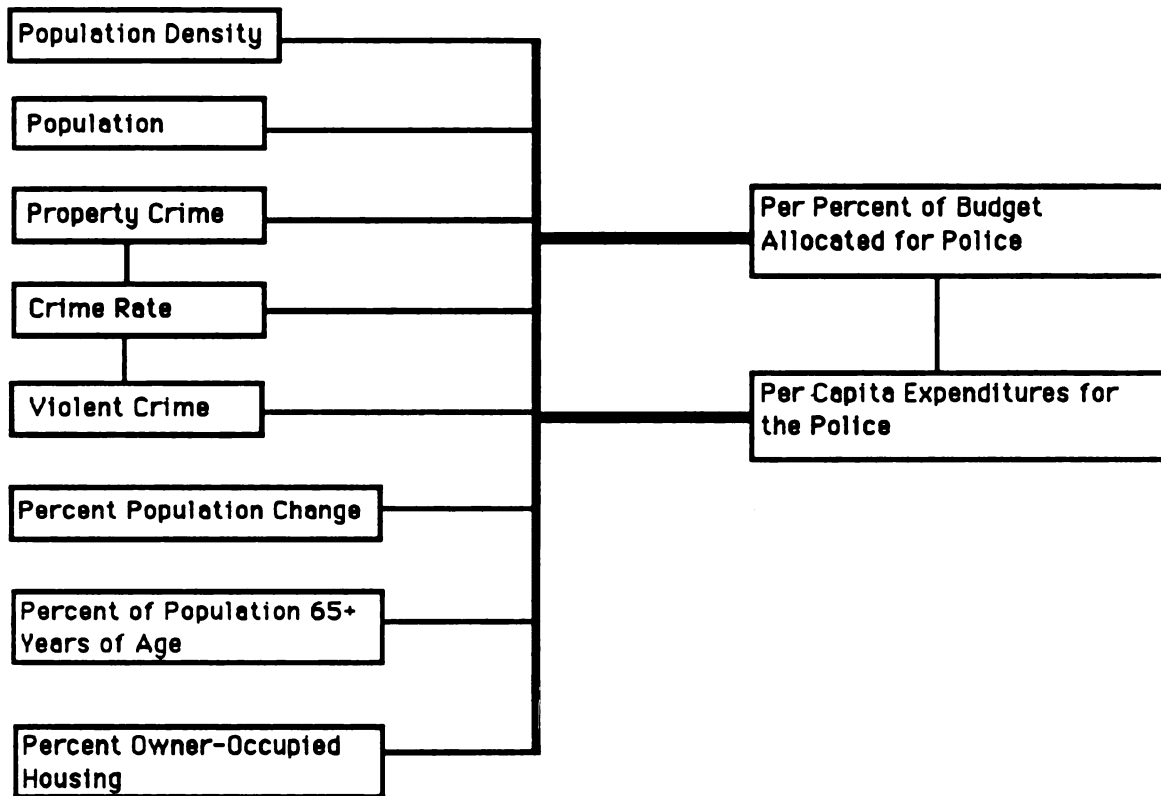 Population Density
Population
Property Crime
Crime Rate
Violent Crime
Percent Population Change
Percent of Population 65+
Years of Age
Percent Owner-Occupied
Housing
Per Percent of Budget
Allocated for Police
Per Capita Expenditures for
the Police